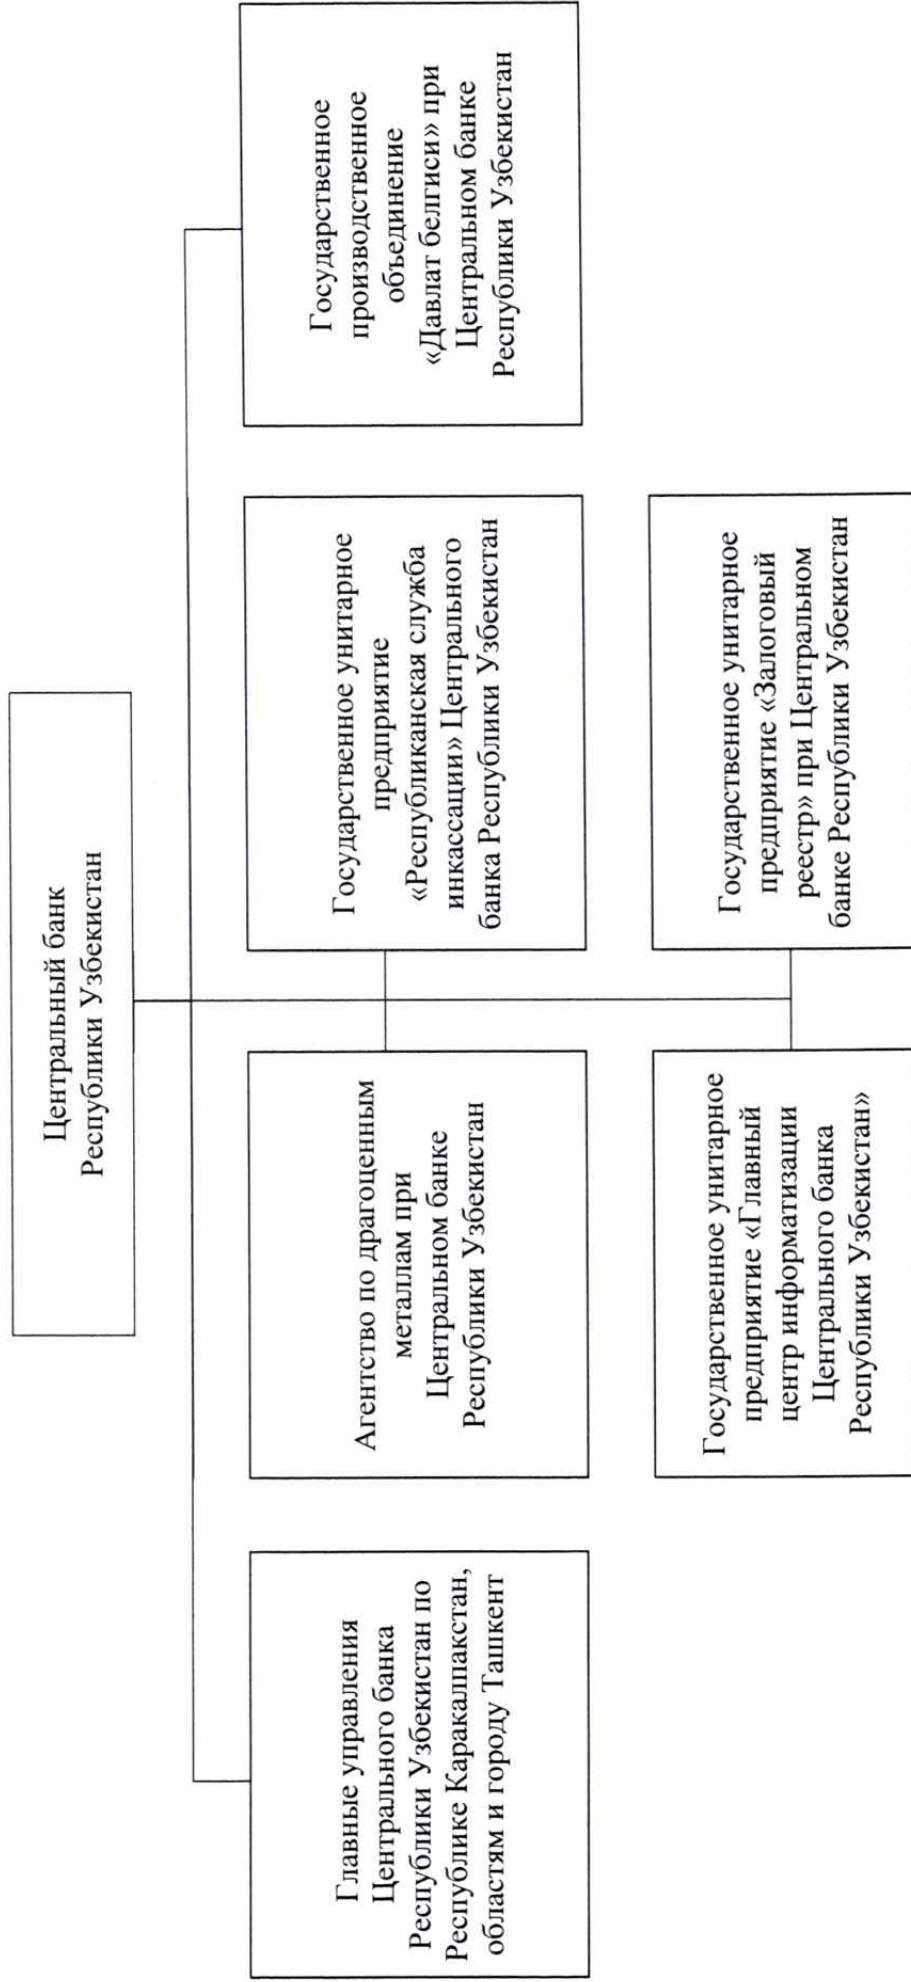 Центральный банк
Республики Узбекистан
Главные управления
Центрального банка
Республики Узбекистан по
Республике Каракалпакстан,
областям и городу Ташкент
Агентство по драгоценным
металлам при
Центральном банке
Республики Узбекистан
Государственное унитарное
предприятие
«Республиканская служба
инкассации» Центрального
банка Республики Узбекистан
Государственное
производственное
объединение
«Давлат белгиси» при
Центральном банке
Республики Узбекистан
Государственное унитарное
предприятие «Главный
центр информатизации
Центрального банка
Республики Узбекистан»
Государственное унитарное
предприятие «Залоговый
реестр» при Центральном
банке Республики Узбекистан